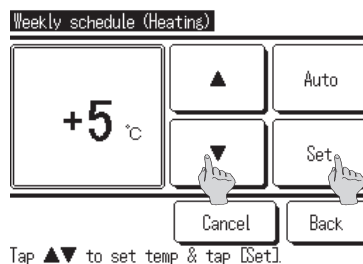 Weekly schedule (Heating)
+5 °C
▲
Auto
▼
Set
Cancel
Back
Tap ▲▼ to set temp & tap [Set].